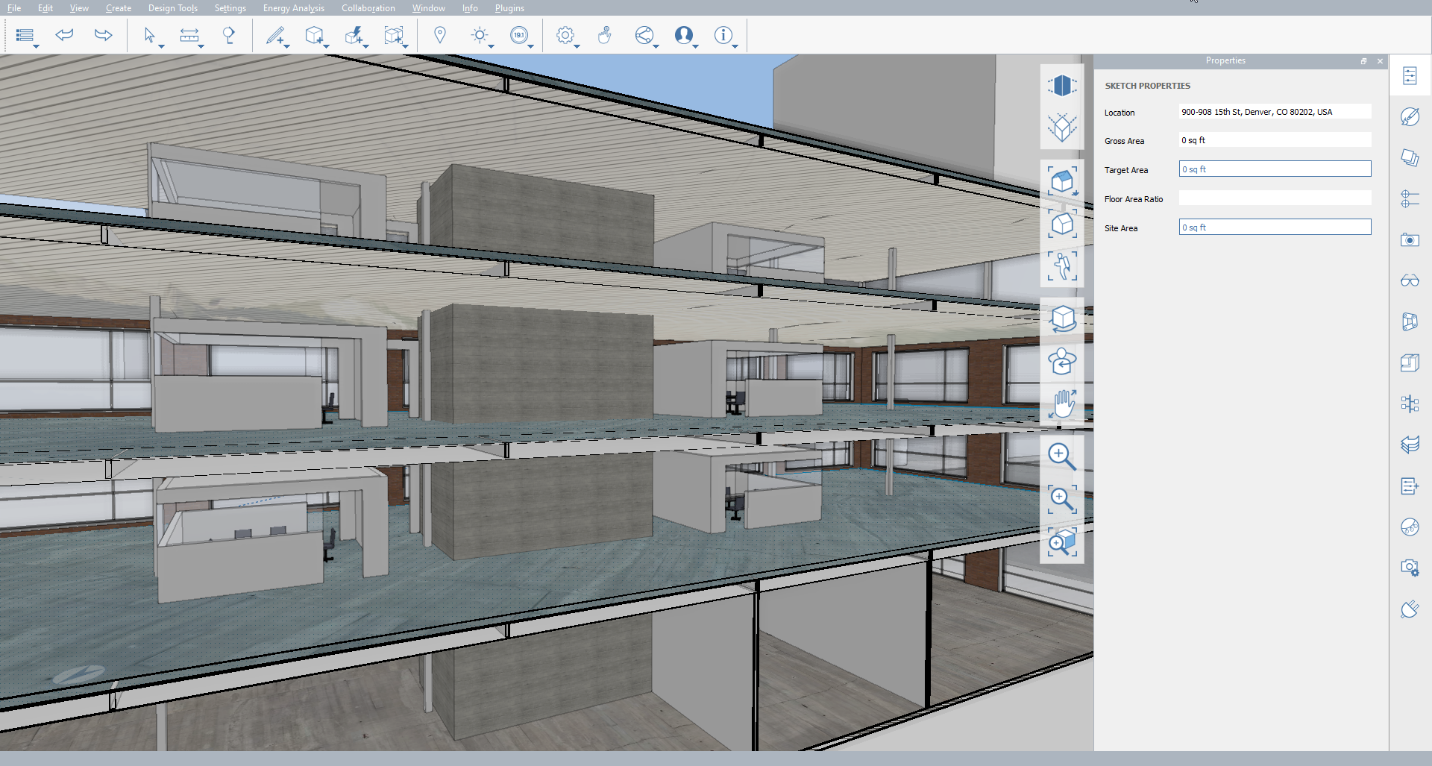 File Edit View Create Design Tools Settings Energy Analysis Collaboration Window Info Plugins
191
Properties
SKETCH PROPERTIES
Location 900-908 15th St, Denver, CO 80202, USA
Gross Area 0 sq ft
Target Area 0 sq ft
Floor Area Ratio
Site Area 0 sq ft